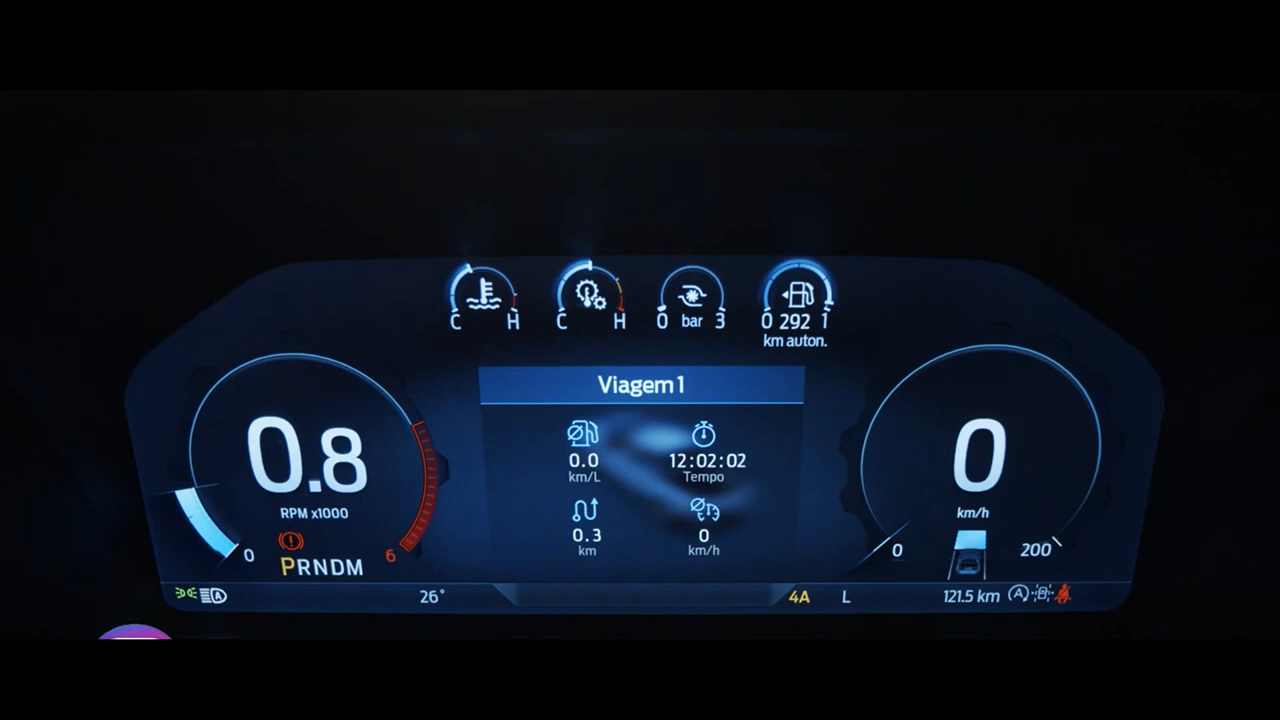 C H
C H
0 bar 3
0 292 1
km auton.
Viagem 1
0.8
RPM x1000
0 6
PRNDM
0.0
km/L
12:02:02
Tempo
0.3
km
0
km/h
0
km/h
0 200
A
26°
4A
L
121.5 km
A